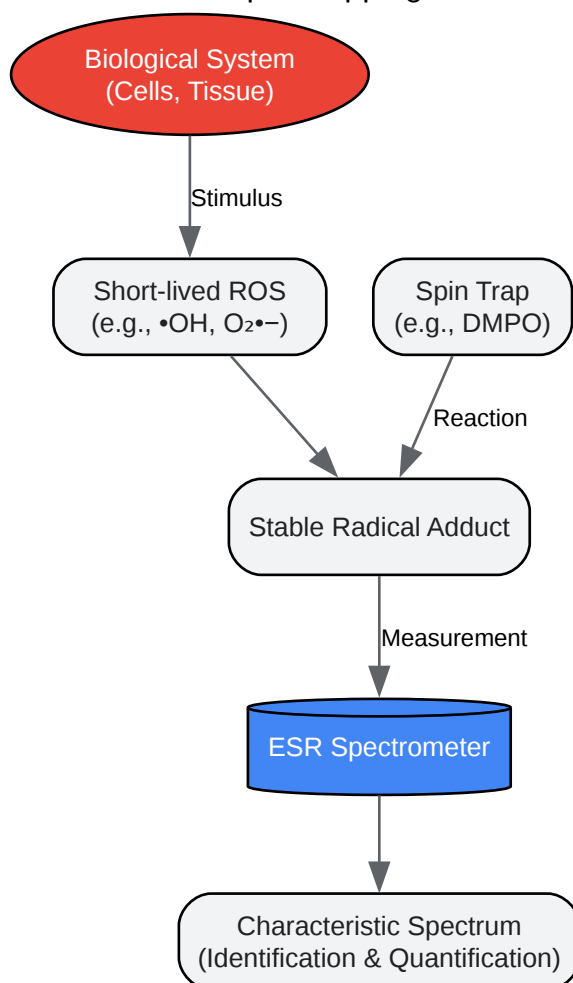 Biological System
(Cells, Tissue)
Stimulus
Short-lived ROS
(e.g., •OH, O₂•−)
Spin Trap
(e.g., DMPO)
Reaction
Stable Radical Adduct
Measurement
ESR Spectrometer
Characteristic Spectrum
(Identification & Quantification)